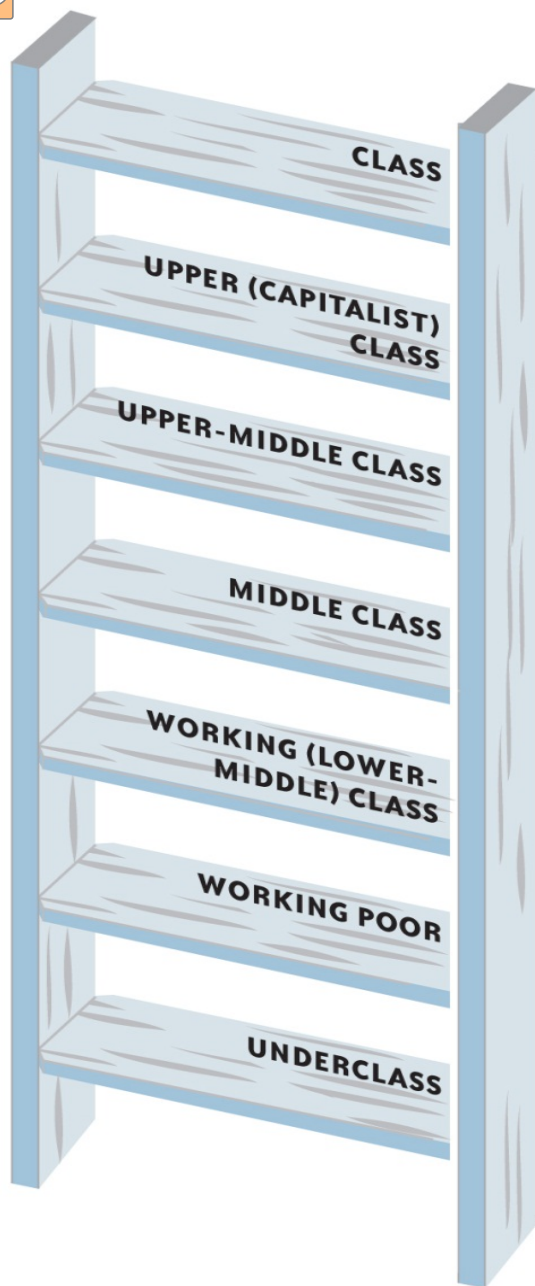 CLASS
UPPER (CAPITALIST)
CLASS
UPPER-MIDDLE CLASS
MIDDLE CLASS
WORKING (LOWER-
MIDDLE) CLASS
WORKING POOR
UNDERCLASS